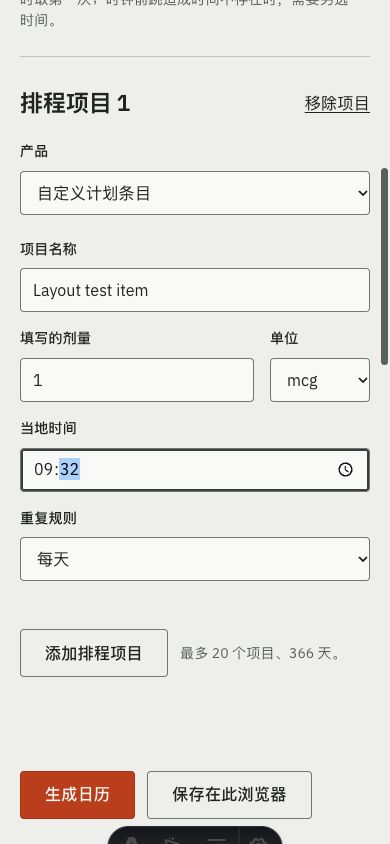 时间。
排程项目 1
移除项目
产品
自定义计划条目
项目名称
Layout test item
填写的剂量
单位
1
mcg
当地时间
09:32
重复规则
每天
添加排程项目
最多 20 个项目、366 天。
生成日历
保存在此浏览器